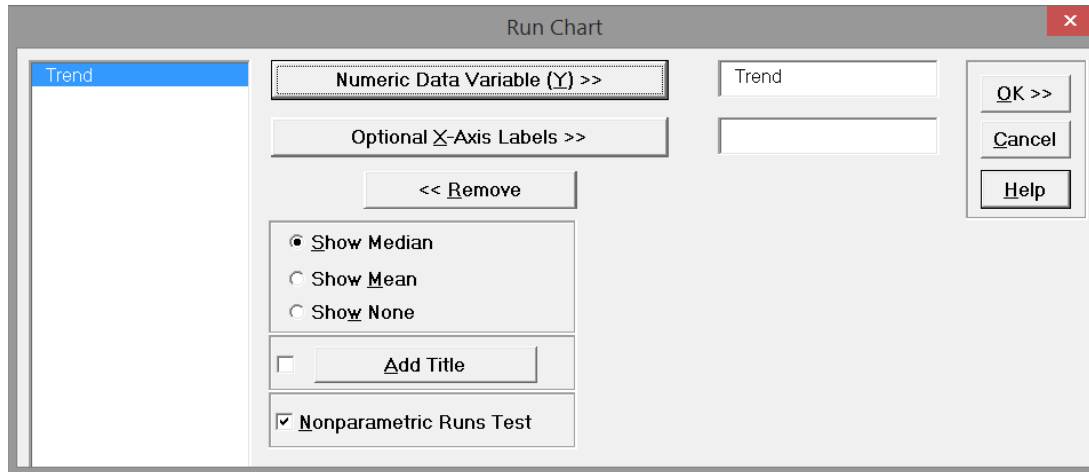 Run Chart
x
Trend
Numeric Data Variable (Y) >>
Trend
OK >>
Optional X-Axis Labels >>
Cancel
<< Remove
Help
Show Median
Show Mean
Show None
Add Title
Nonparametric Runs Test